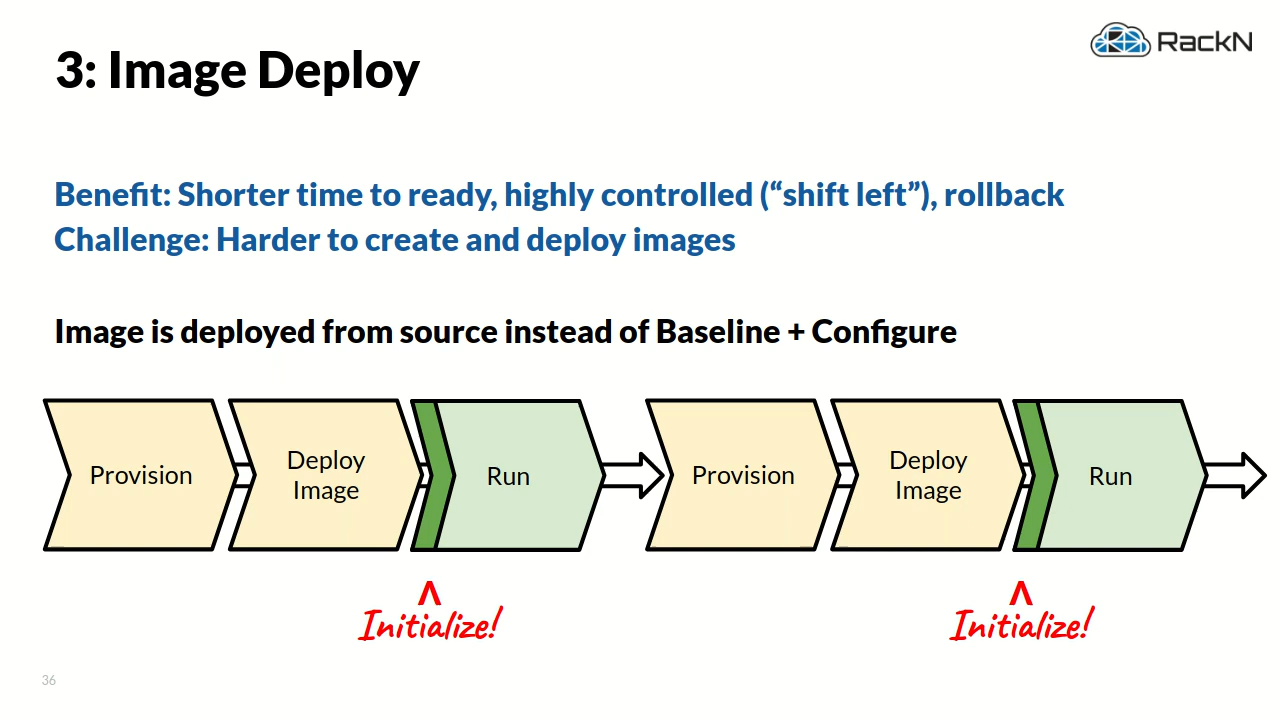 RackN
3: Image Deploy
Benefit: Shorter time to ready, highly controlled (“shift left”), rollback
Challenge: Harder to create and deploy images
Image is deployed from source instead of Baseline + Configure
Provision
Deploy
Image
Run
Provision
Deploy
Image
Run
^
Initialize!
^
Initialize!
36